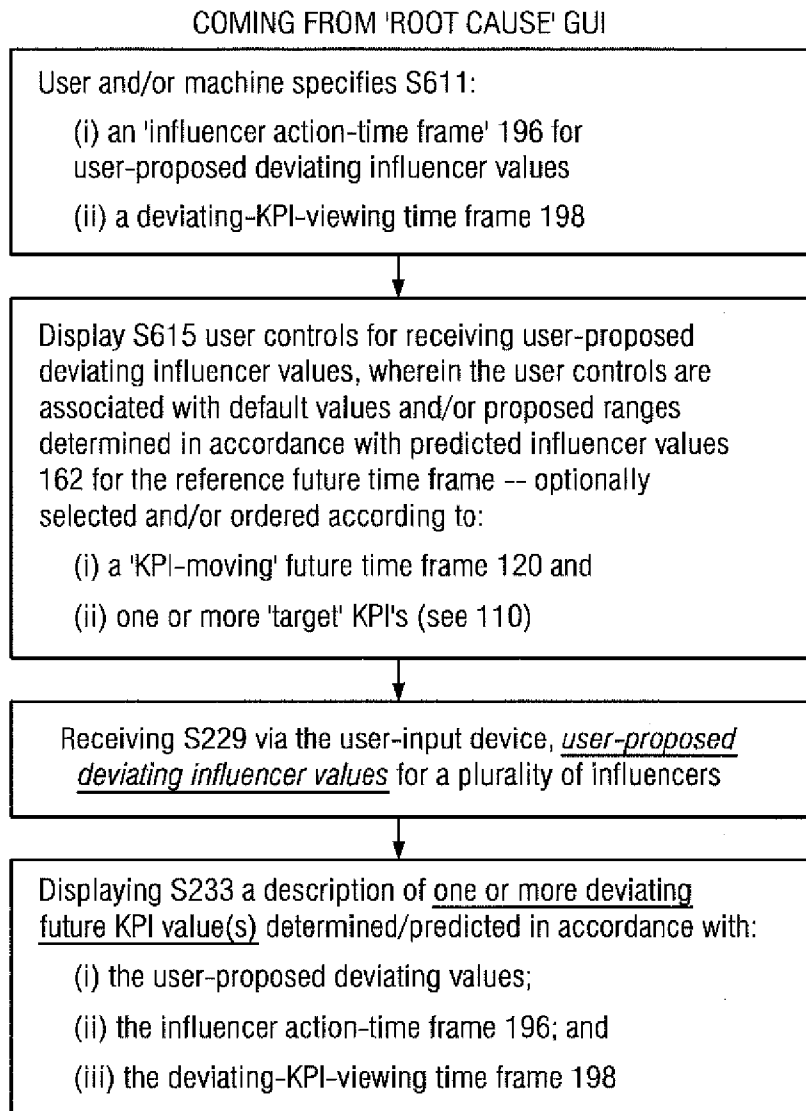 COMING FROM 'ROOT CAUSE' GUI
User and/or machine specifies S611:
(i) an 'influencer action-time frame' 196 for
user-proposed deviating influencer values
(ii) a deviating-KPI-viewing time frame 198
Display S615 user controls for receiving user-proposed
deviating influencer values, wherein the user controls are
associated with default values and/or proposed ranges
determined in accordance with predicted influencer values
162 for the reference future time frame -- optionally
selected and/or ordered according to:
(i) a 'KPI-moving' future time frame 120 and
(ii) one or more 'target' KPI's (see 110)
Receiving S229 via the user-input device, user-proposed
deviating influencer values for a plurality of influencers
Displaying S233 a description of one or more deviating
future KPI value(s) determined/predicted in accordance with:
(i) the user-proposed deviating values;
(ii) the influencer action-time frame 196; and
(iii) the deviating-KPI-viewing time frame 198